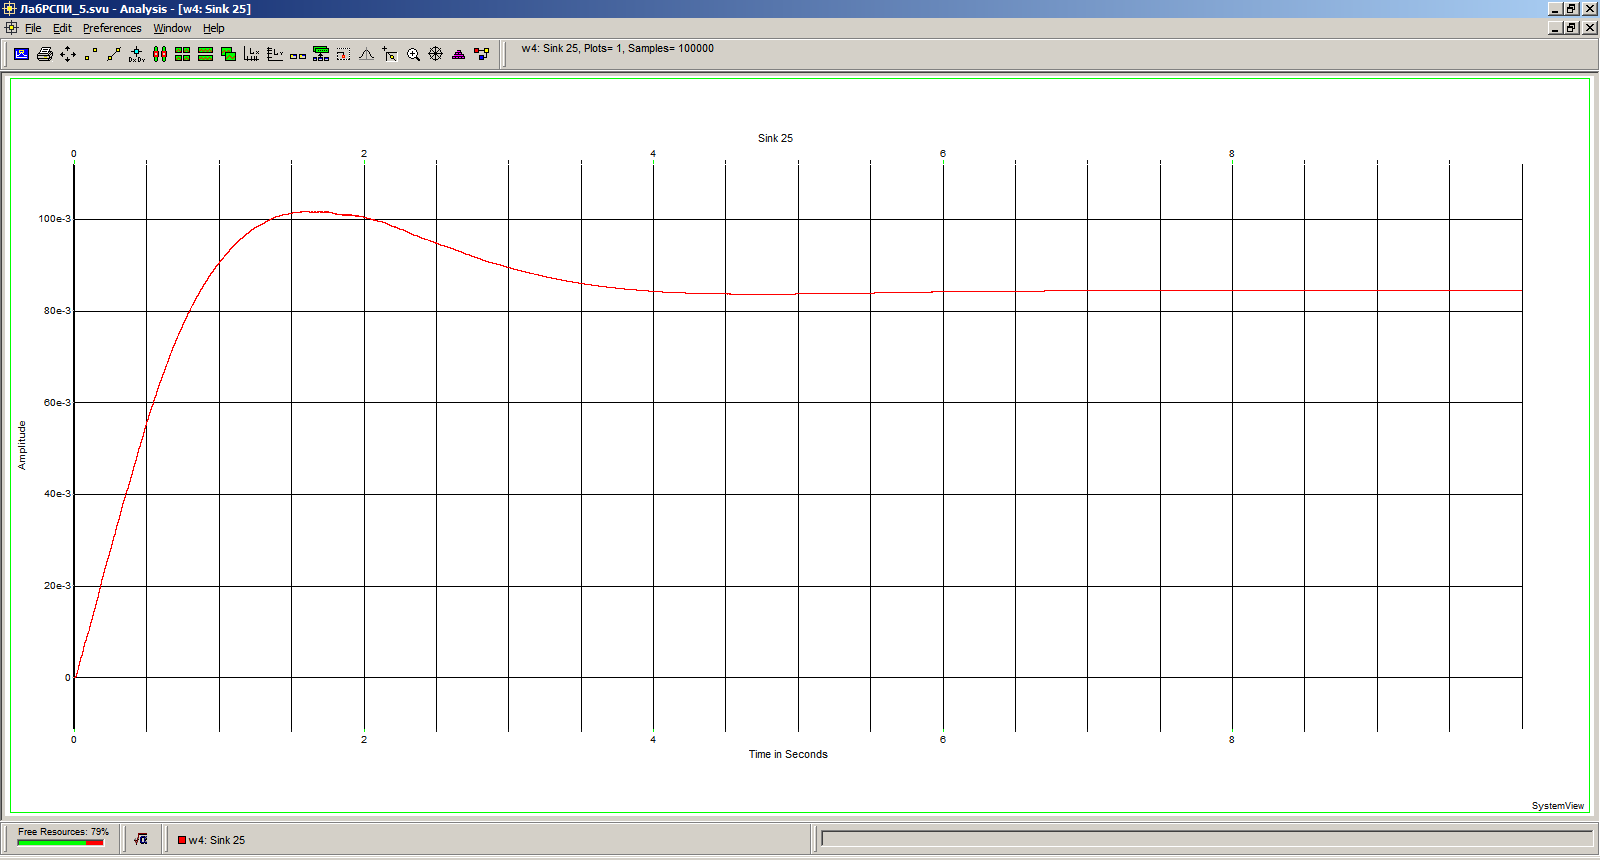 ЛабРСПИ_5.svu - Analysis - [w4: Sink 25]
File Edit Preferences Window Help
w4: Sink 25, Plots= 1, Samples= 100000
Sink 25
0 2 4 6 8
100e-3
80e-3
60e-3
40e-3
20e-3
0
Amplitude
0 2 4 6 8
Time in Seconds
SystemView
Free Resources: 79%
w4: Sink 25